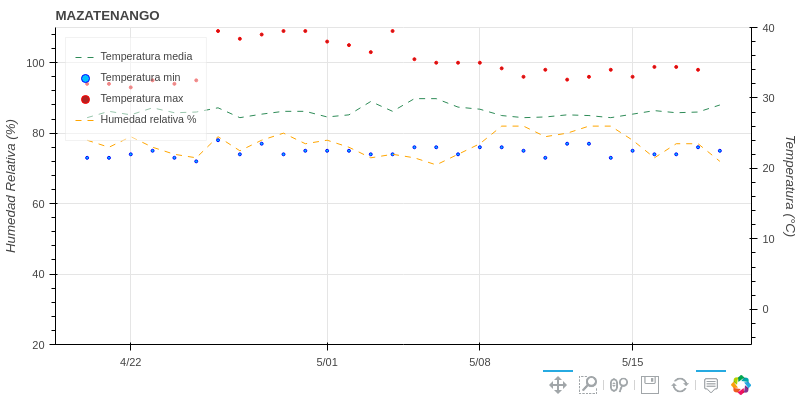 MAZATENANGO
Temperatura media
Temperatura min
Temperatura max
Humedad relativa %
Humedad Relativa (%)
100
80
60
40
20
Temperatura (°C)
40
30
20
10
0
4/22
5/01
5/08
5/15